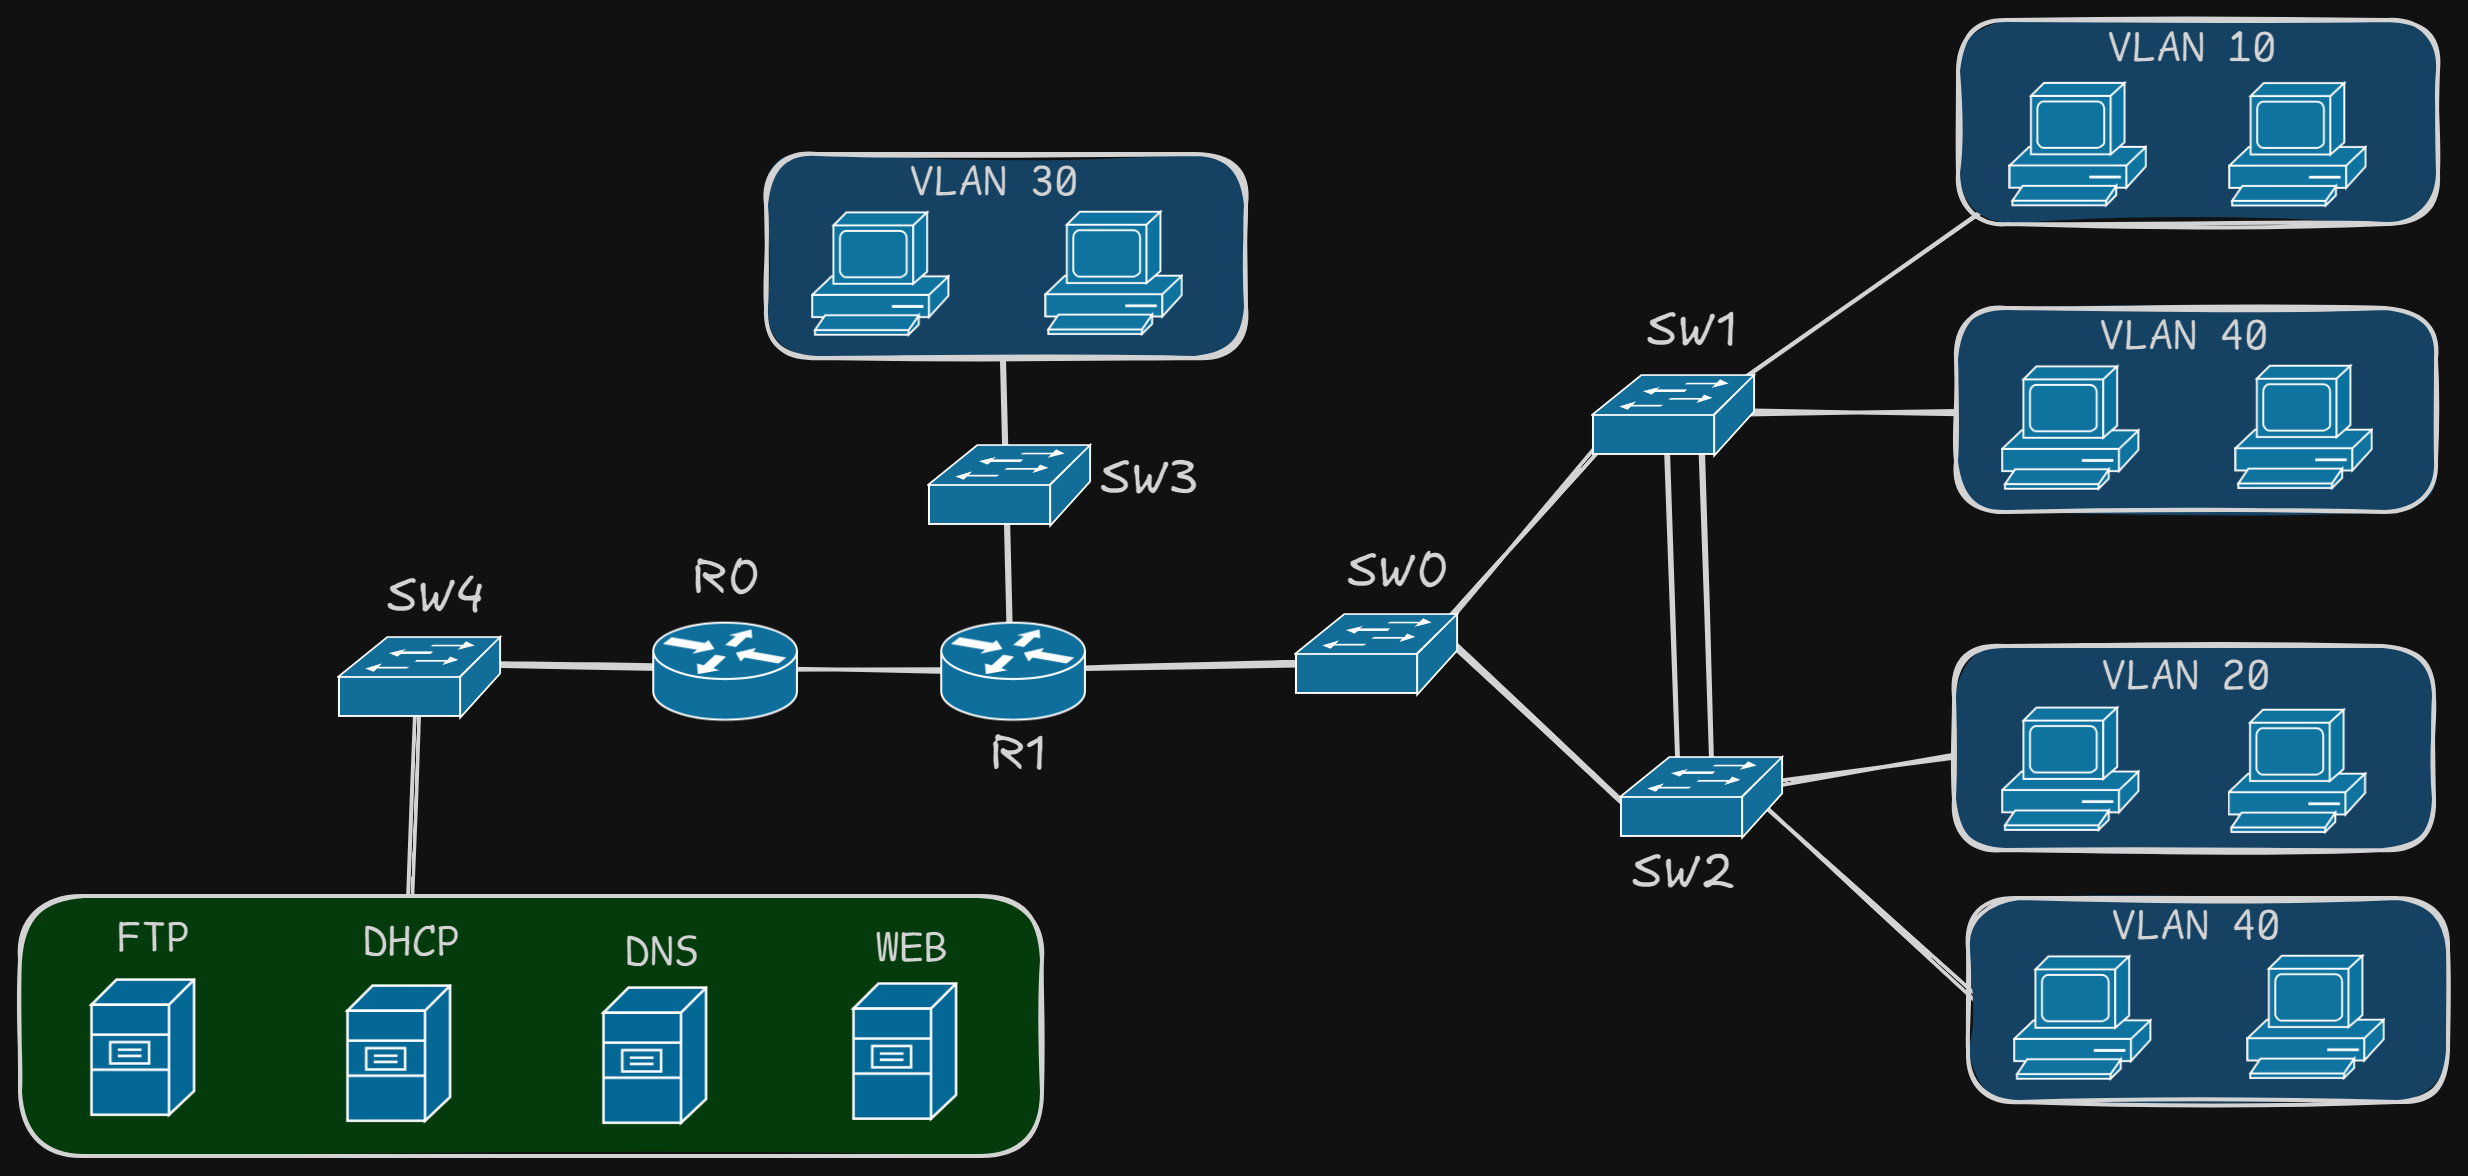 VLAN 10
VLAN 30
VLAN 40
SW1
SW3
SW0
R0
SW4
VLAN 20
R1
SW2
VLAN 40
FTP
DHCP
DNS
WEB